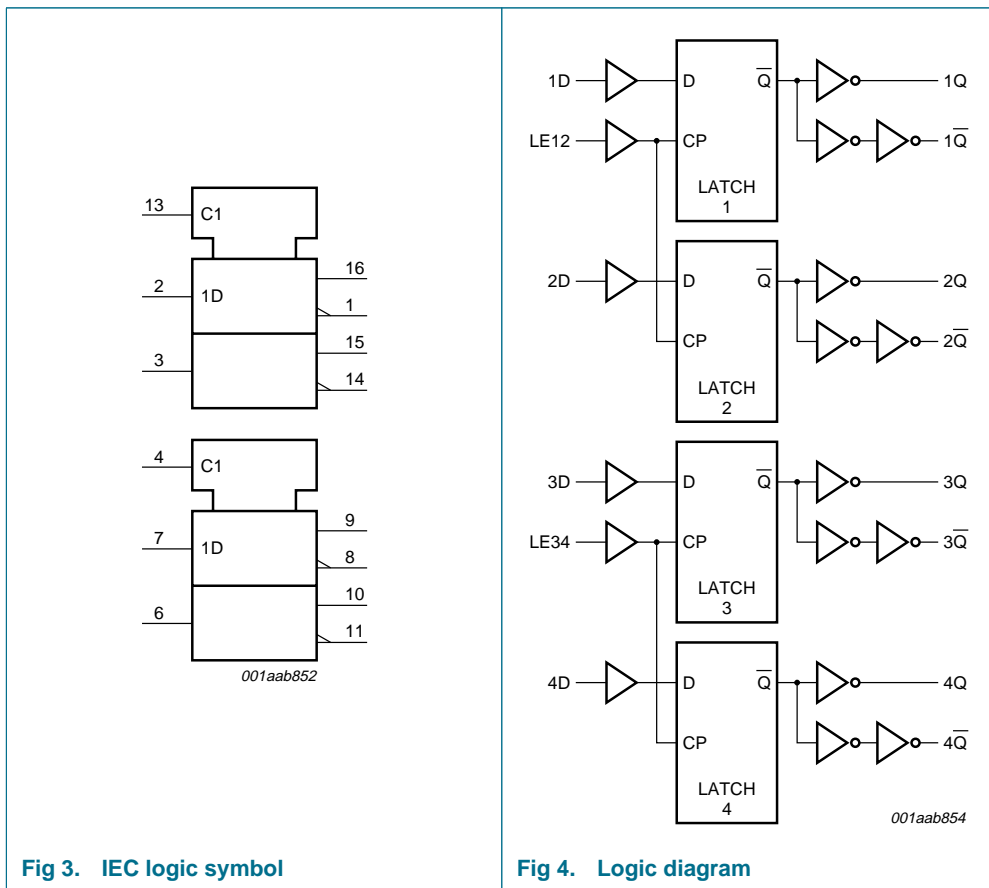 13
C1
16
2
1D
1
15
3
14
4
C1
9
7
1D
8
10
6
11
001aab852
Fig 3. IEC logic symbol
1D
D
Q̅
1Q
LE12
CP
1Q̅
LATCH
1
2D
D
Q̅
2Q
CP
2Q̅
LATCH
2
3D
D
Q̅
3Q
LE34
CP
3Q̅
LATCH
3
4D
D
Q̅
4Q
CP
4Q̅
LATCH
4
001aab854
Fig 4. Logic diagram